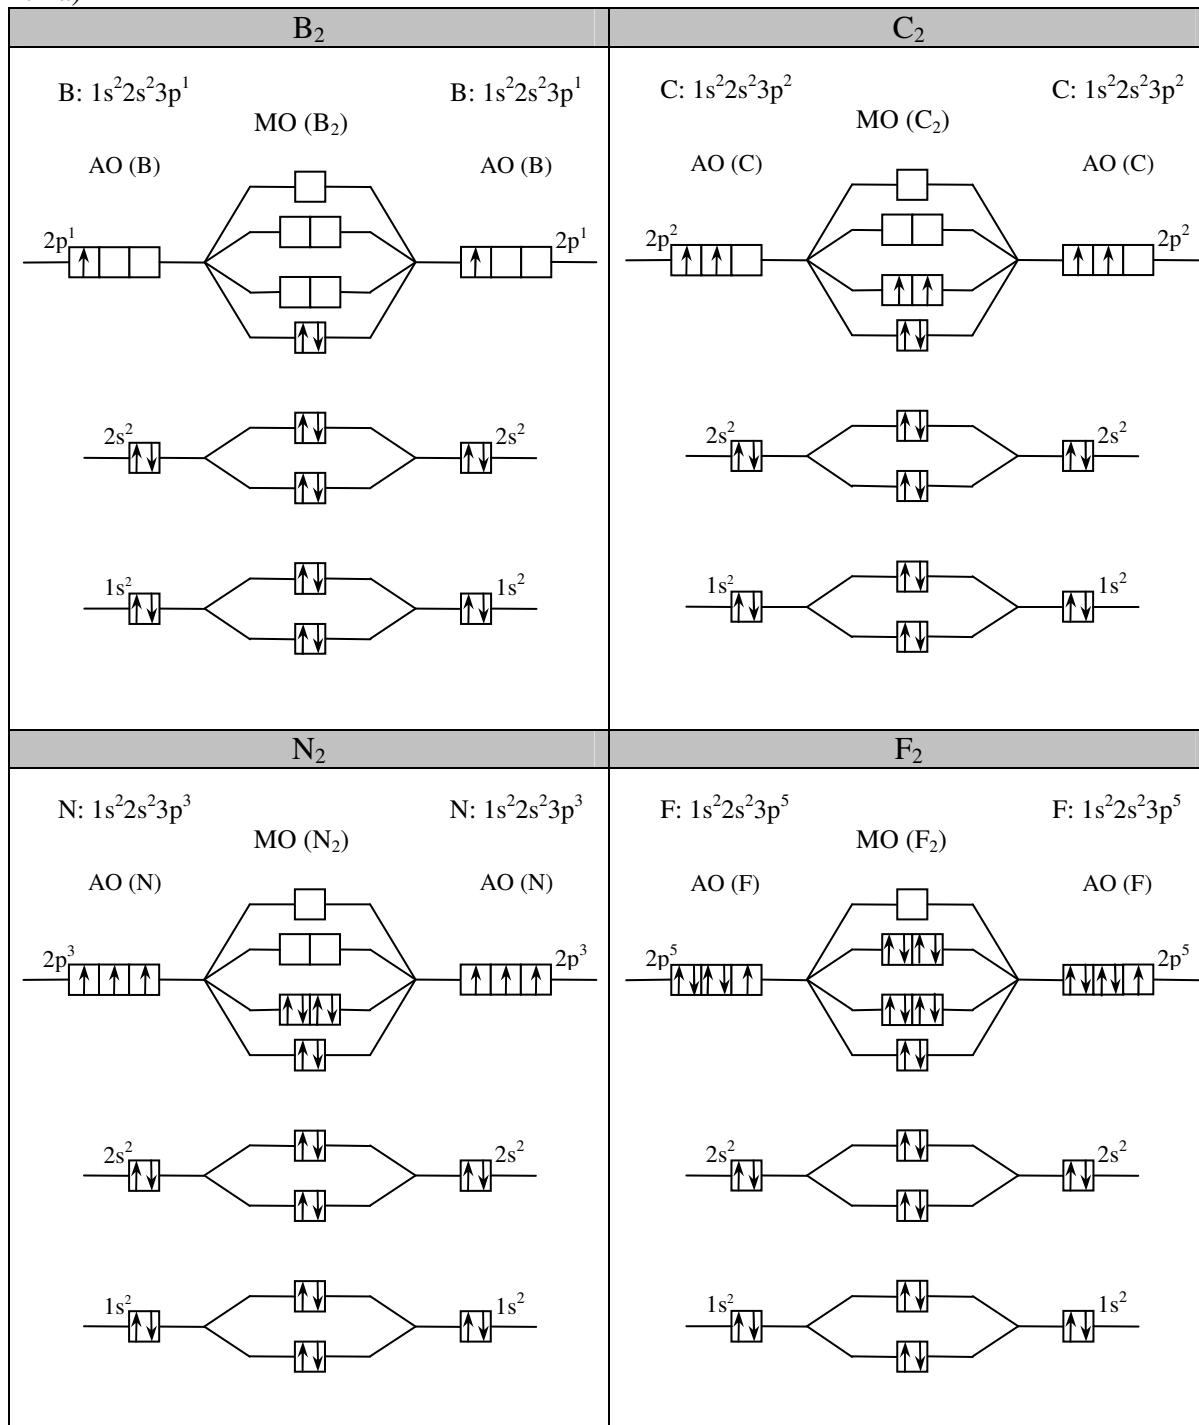 B₂
C₂
B: 1s²2s²3p¹ B: 1s²2s²3p¹
MO (B₂)
AO (B) AO (B)
2p¹ 2p¹
2s² 2s²
1s² 1s²
C: 1s²2s²3p² C: 1s²2s²3p²
MO (C₂)
AO (C) AO (C)
2p² 2p²
2s² 2s²
1s² 1s²
N₂
F₂
N: 1s²2s²3p³ N: 1s²2s²3p³
MO (N₂)
AO (N) AO (N)
2p³ 2p³
2s² 2s²
1s² 1s²
F: 1s²2s²3p⁵ F: 1s²2s²3p⁵
MO (F₂)
AO (F) AO (F)
2p⁵ 2p⁵
2s² 2s²
1s² 1s²